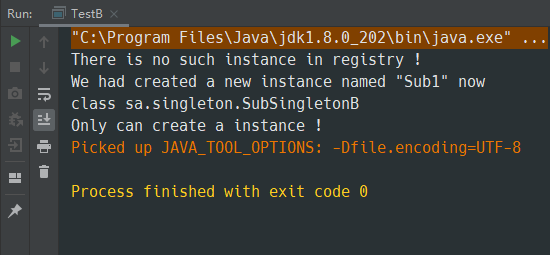 Run: TestB
"C:\Program Files\Java\jdk1.8.0_202\bin\java.exe" ...
There is no such instance in registry !
We had created a new instance named "Sub1" now
class sa.singleton.SubSingletonB
Only can create a instance !
Picked up JAVA_TOOL_OPTIONS: -Dfile.encoding=UTF-8
Process finished with exit code 0